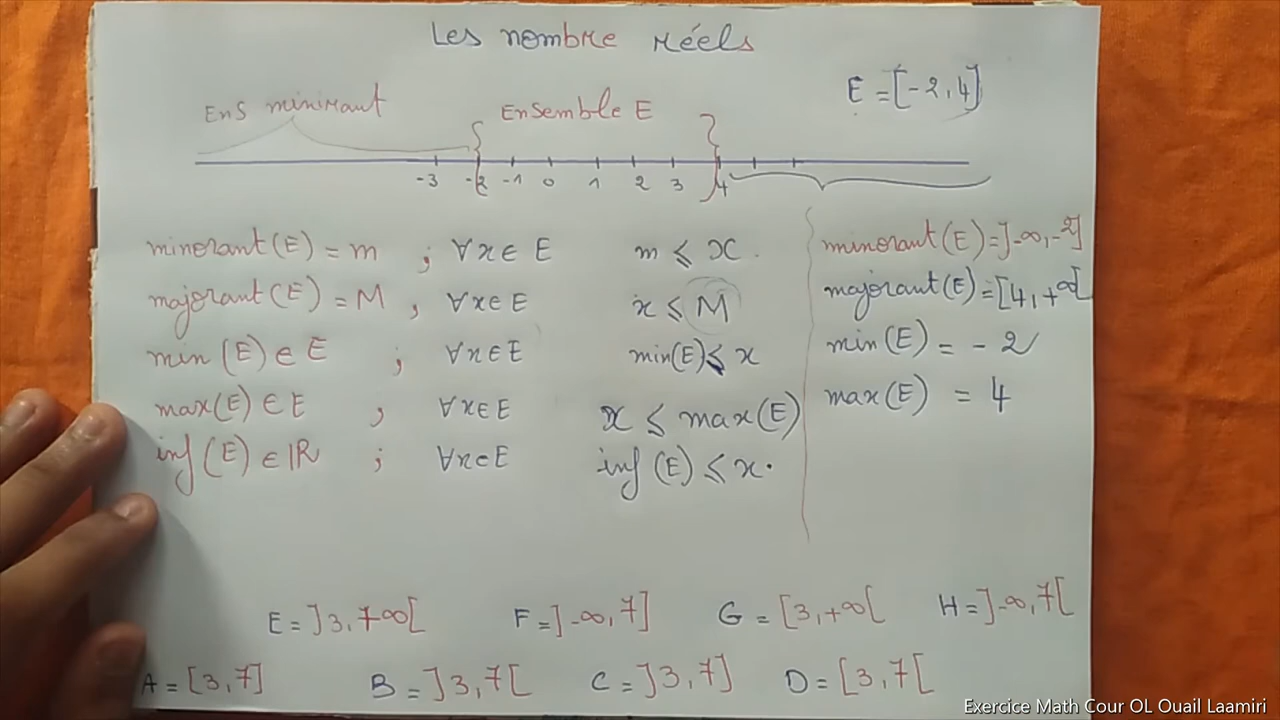 Les nombre réels
E = [-2, 4]
Ens minirant Ensemble E
-3 -2 -1 0 1 2 3 4
minorant(E) = m ; ∀x∈E m ⩽ x.
majorant(E) = M , ∀x∈E x ⩽ M
min(E) ∈ E ; ∀x∈E min(E) ⩽ x
max(E) ∈ E , ∀x∈E x ⩽ max(E)
inf(E) ∈ ℝ ; ∀x∈E inf(E) ⩽ x.
minorant(E) = ]-∞, -2]
majorant(E) = [4, +∞[
min(E) = -2
max(E) = 4
E = ]3, +∞[ F = ]-∞, 7] G = [3, +∞[ H = ]-∞, 7[
A = [3, 7] B = ]3, 7[ C = ]3, 7] D = [3, 7[
Exercice Math Cour OL Ouail Laamiri